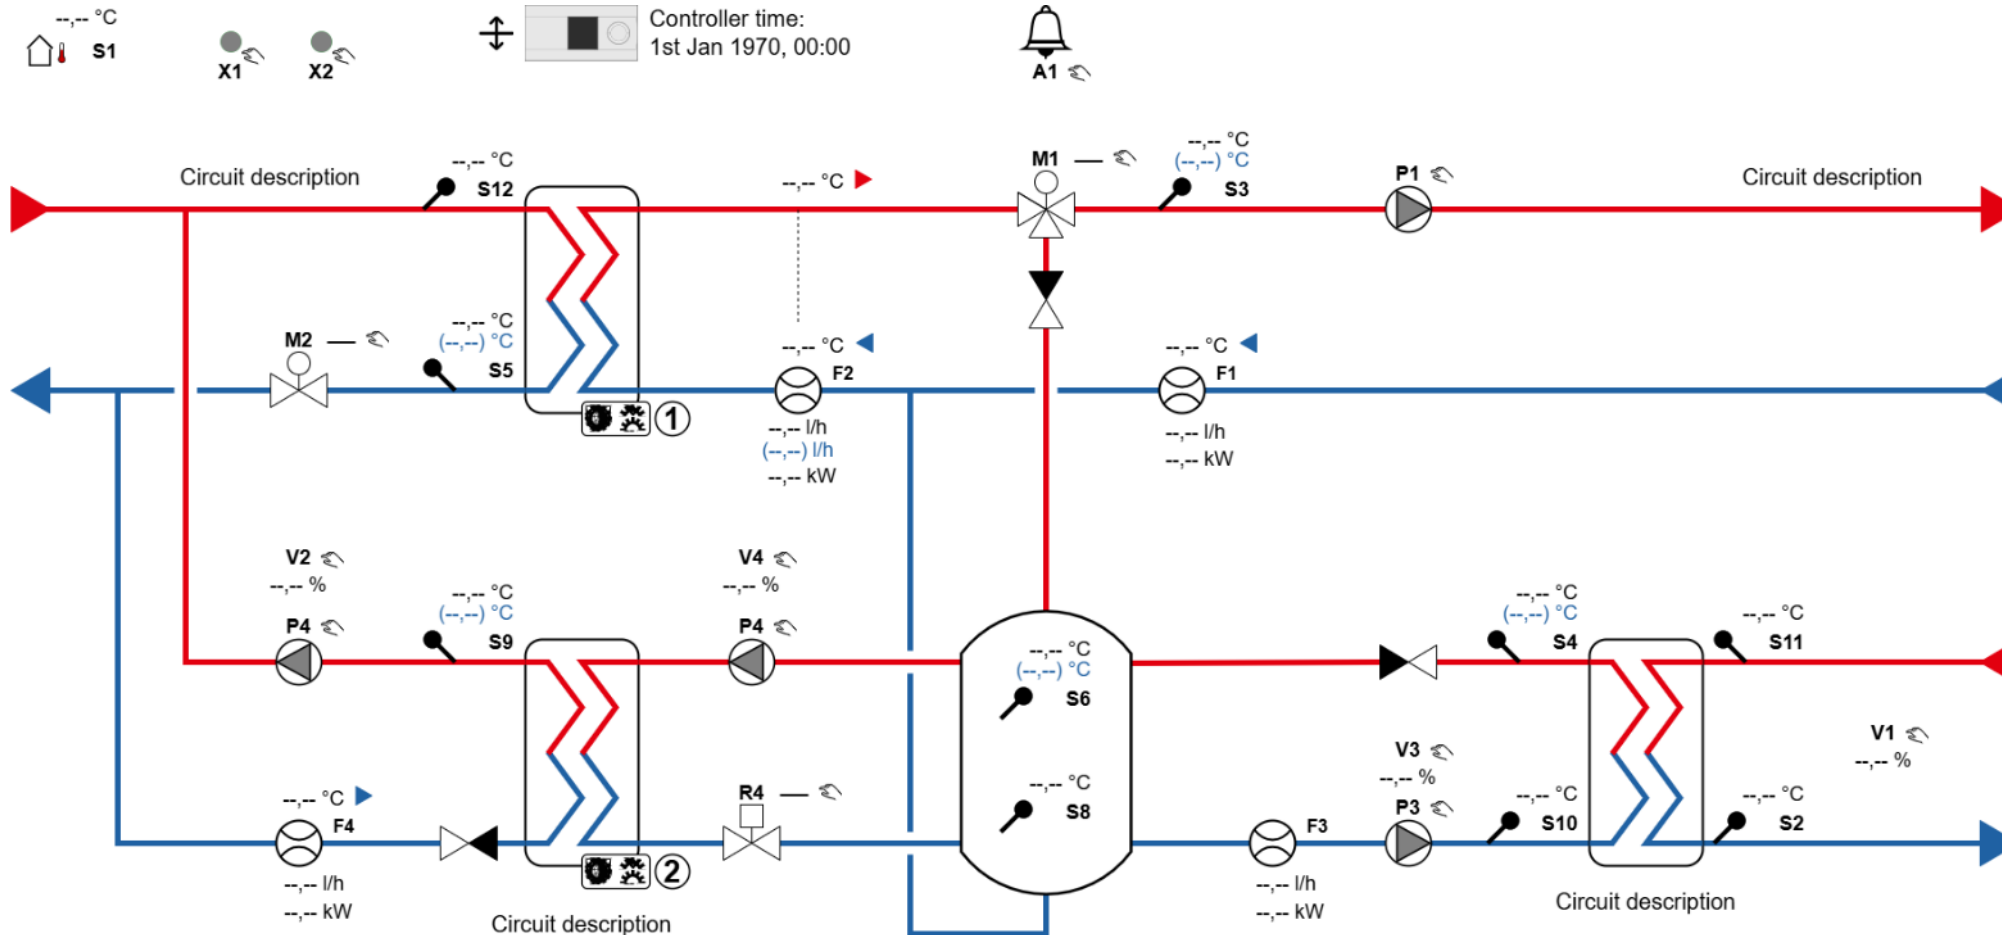 --,-- °C
S1
X1
X2
Controller time:
1st Jan 1970, 00:00
A1
Circuit description
--,-- °C
S12
--,-- °C
M1 —
--,-- °C
(--,--) °C
S3
P1
Circuit description
M2 —
--,-- °C
(--,--) °C
S5
--,-- °C
F2
--,-- °C
F1
1
--,-- l/h
(--,--) l/h
--,-- kW
--,-- l/h
--,-- kW
V2
--,-- %
P4
--,-- °C
(--,--) °C
S9
V4
--,-- %
P4
--,-- °C
(--,--) °C
S6
--,-- °C
(--,--) °C
S4
--,-- °C
S11
--,-- °C
F4
R4 —
--,-- °C
S8
V3
--,-- %
P3
F3
--,-- °C
S10
--,-- °C
S2
V1
--,-- %
2
--,-- l/h
--,-- kW
--,-- l/h
--,-- kW
Circuit description
Circuit description